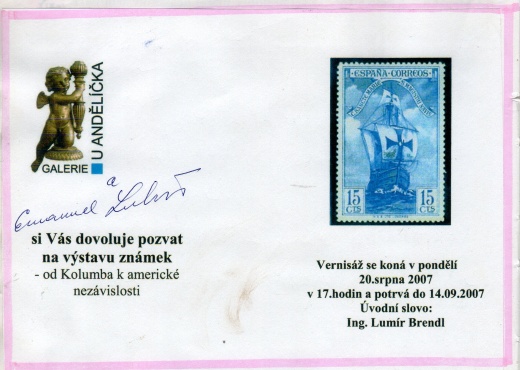 GALERIE
U ANDĚLÍČKA
a
Emanuel
si Vás dovoluje pozvat
na výstavu známek
- od Kolumba k americké
nezávislosti
ESPAÑA CORREOS
15
CTS
15
CTS
Vernisáž se koná v pondělí
20.srpna 2007
v 17.hodin a potrvá do 14.09.2007
Úvodní slovo:
Ing. Lumír Brendl